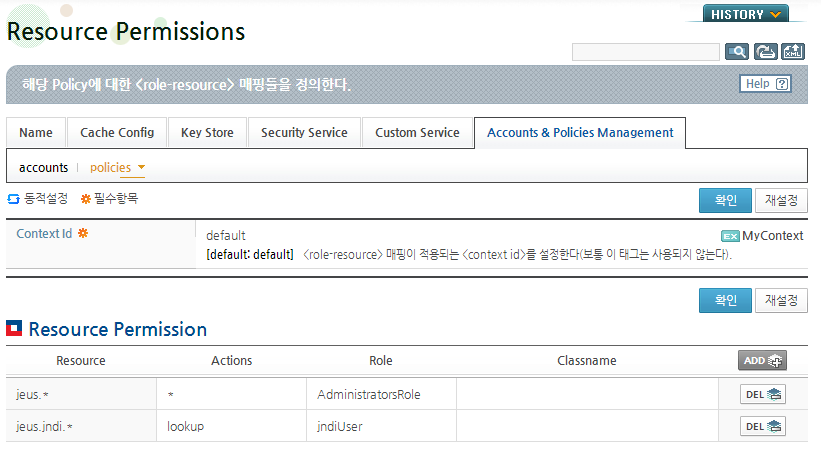 HISTORY
Resource Permissions
XML
해당 Policy에 대한 <role-resource> 매핑들을 정의한다.
Help ?
Name Cache Config Key Store Security Service Custom Service Accounts & Policies Management
accounts policies
동적설정 필수항목 확인 재설정
Context Id default EX MyContext
[default: default] <role-resource> 매핑이 적용되는 <context id>를 설정한다(보통 이 태그는 사용되지 않는다).
확인 재설정
Resource Permission
Resource Actions Role Classname ADD
jeus.* * AdministratorsRole DEL
jeus.jndi.* lookup jndiUser DEL